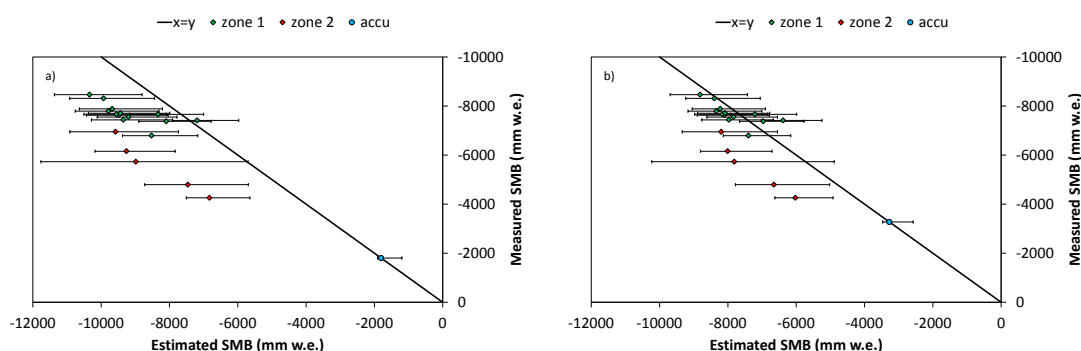 x=y zone 1 zone 2 accu
a)
-10000
-8000
-6000
-4000
-2000
0
Measured SMB (mm w.e.)
-12000 -10000 -8000 -6000 -4000 -2000 0
Estimated SMB (mm w.e.)
x=y zone 1 zone 2 accu
b)
-10000
-8000
-6000
-4000
-2000
0
Measured SMB (mm w.e.)
-12000 -10000 -8000 -6000 -4000 -2000 0
Estimated SMB (mm w.e.)